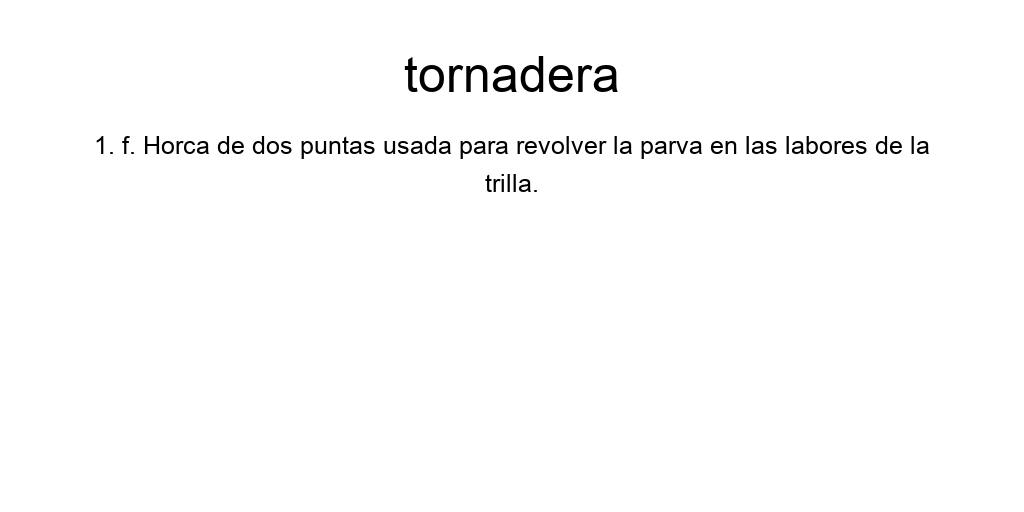 tornadera
1. f. Horca de dos puntas usada para revolver la parva en las labores de la
trilla.